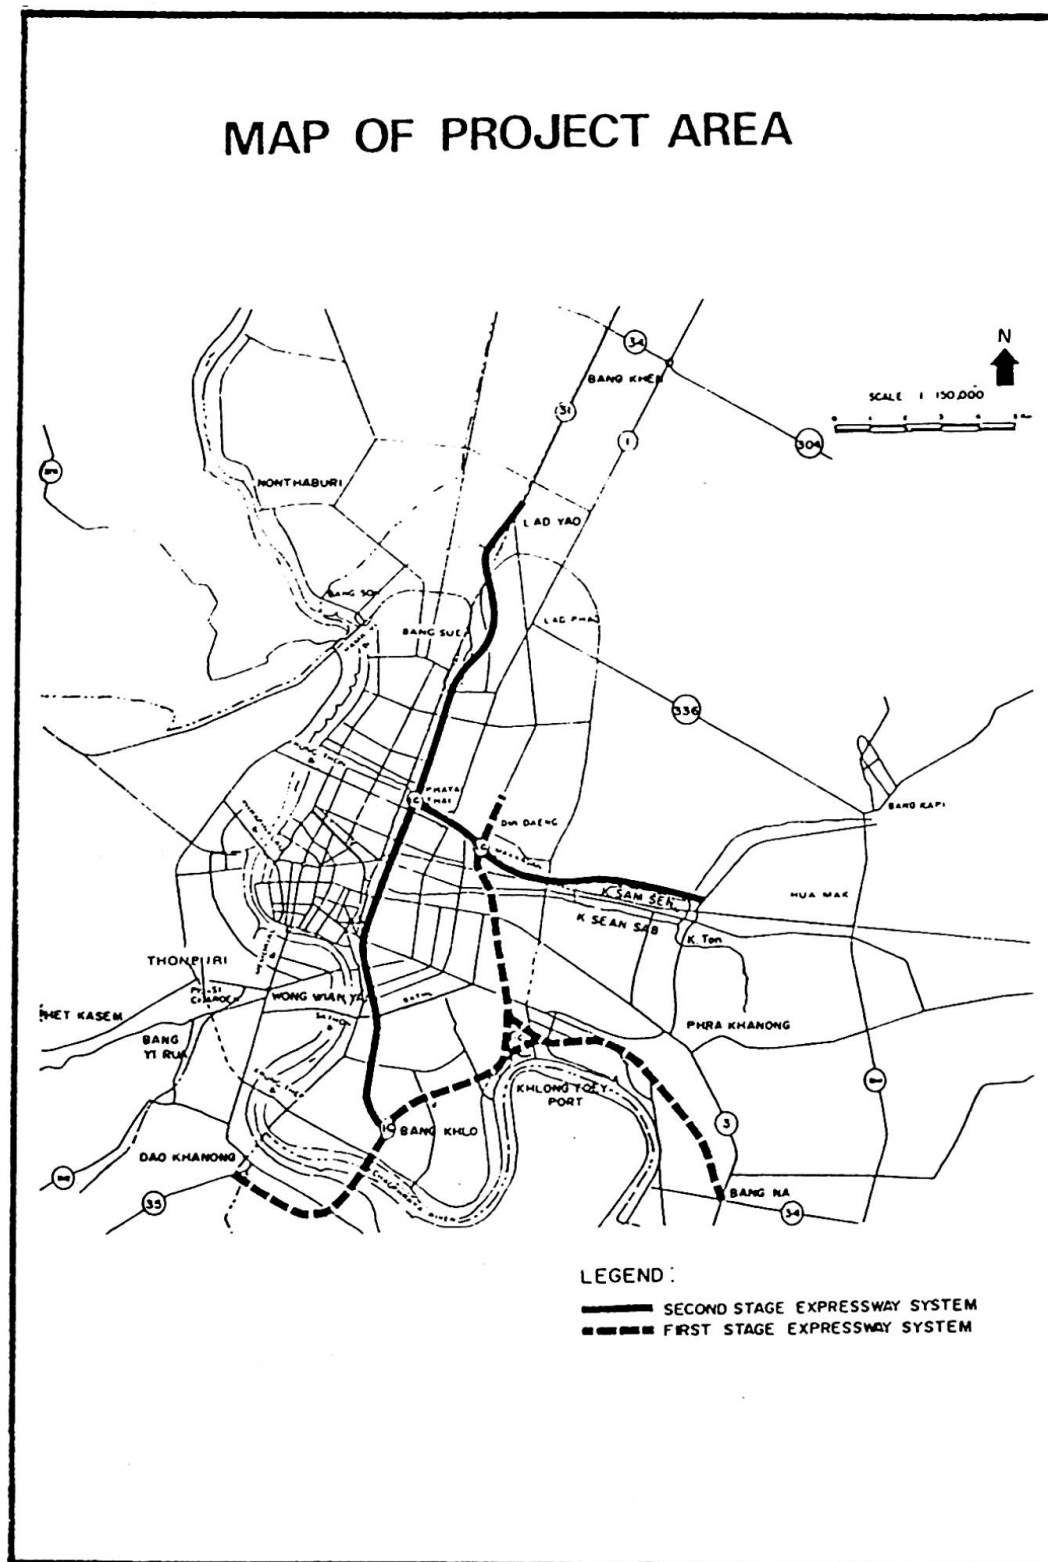 MAP OF PROJECT AREA
N
SCALE 1 150,000
34
BANG KHEN
31
1
304
NONTHABURI
LAD YAO
BANG SUE
336
PHAYA
THAI
BANG KAPI
DIN DAENG
K SAM SEN
HUA MAK
K SEAN SAB
K. Ton
THONBURI
WONG WIAN YAI
PHET KASEM
PHRA KHANONG
BANG
YI RUA
KHLONG TOEY
PORT
3
IC BANG KHLO
DAO KHANONG
BANG NA
35
34
LEGEND :
SECOND STAGE EXPRESSWAY SYSTEM
FIRST STAGE EXPRESSWAY SYSTEM